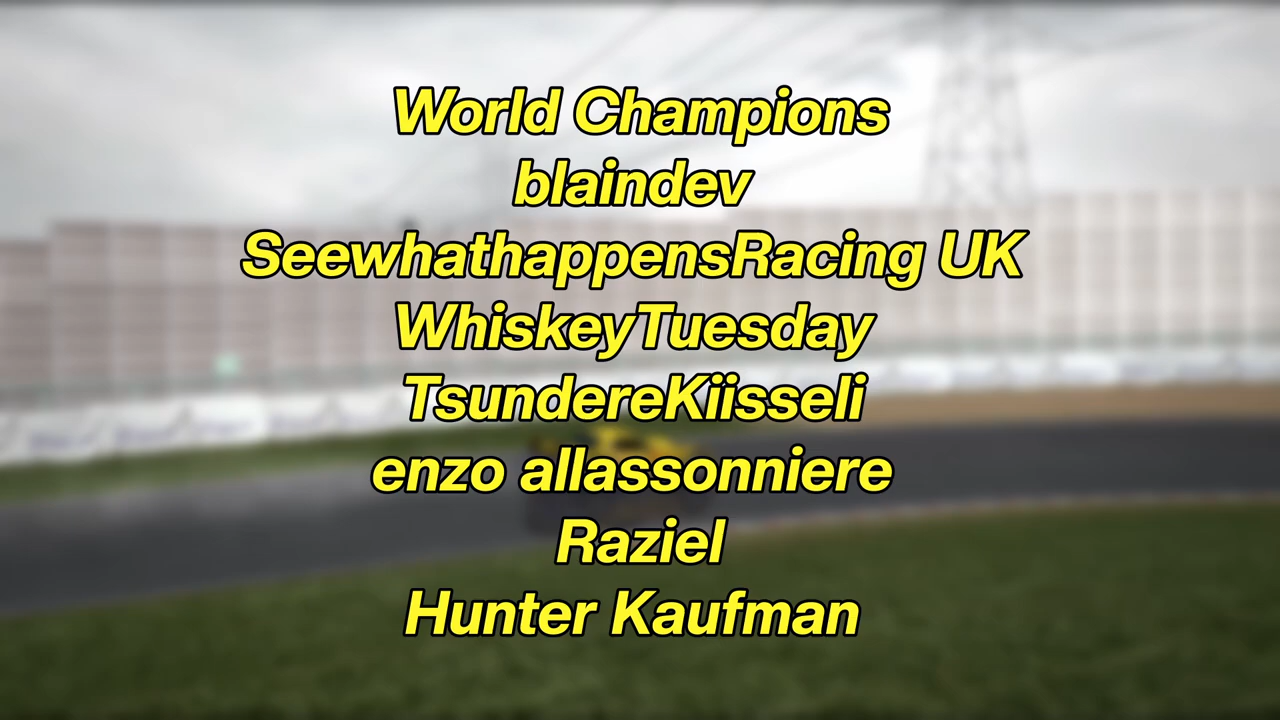 World Champions
blaindev
SeewhathappensRacing UK
WhiskeyTuesday
TsundereKiisseli
enzo allassonniere
Raziel
Hunter Kaufman